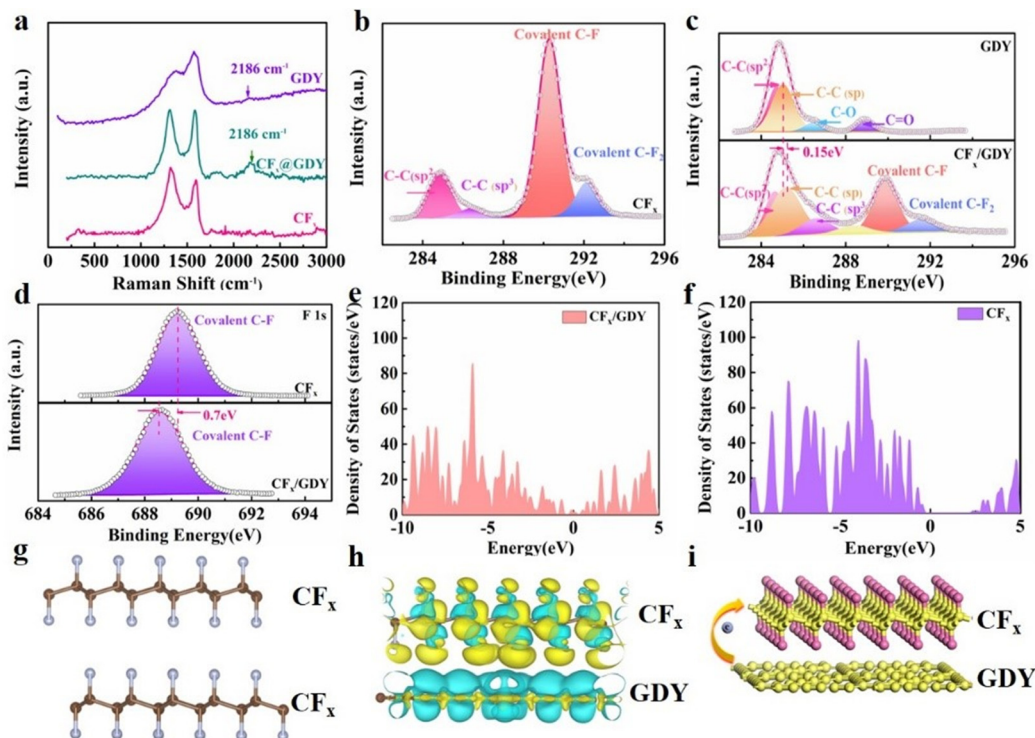 a
Intensity (a.u.)
2186 cm⁻¹
GDY
2186 cm⁻¹
CFₓ@GDY
CFₓ
0 500 1000 1500 2000 2500 3000
Raman Shift (cm⁻¹)
b
Intensity (a.u.)
Covalent C-F
Covalent C-F₂
C-C(sp²)
C-C (sp³)
CFₓ
284 288 292 296
Binding Energy(eV)
c
Intensity (a.u.)
GDY
C-C(sp²
C-C (sp)
C-O
C=O
CFₓ/GDY
0.15eV
Covalent C-F
C-C(sp²
C-C (sp)
C-C (sp³
Covalent C-F₂
284 288 292 296
Binding Energy(eV)
d
Intensity (a.u.)
F 1s
Covalent C-F
CFₓ
0.7eV
Covalent C-F
CFₓ/GDY
684 686 688 690 692 694
Binding Energy(eV)
e
Density of States (states/eV)
120
100
80
60
40
20
0
CFₓ/GDY
-10 -5 0 5
Energy(eV)
f
Density of States (states/eV)
120
100
80
60
40
20
0
CFₓ
-10 -5 0 5
Energy(eV)
g
CFₓ
CFₓ
h
CFₓ
GDY
i
CFₓ
GDY